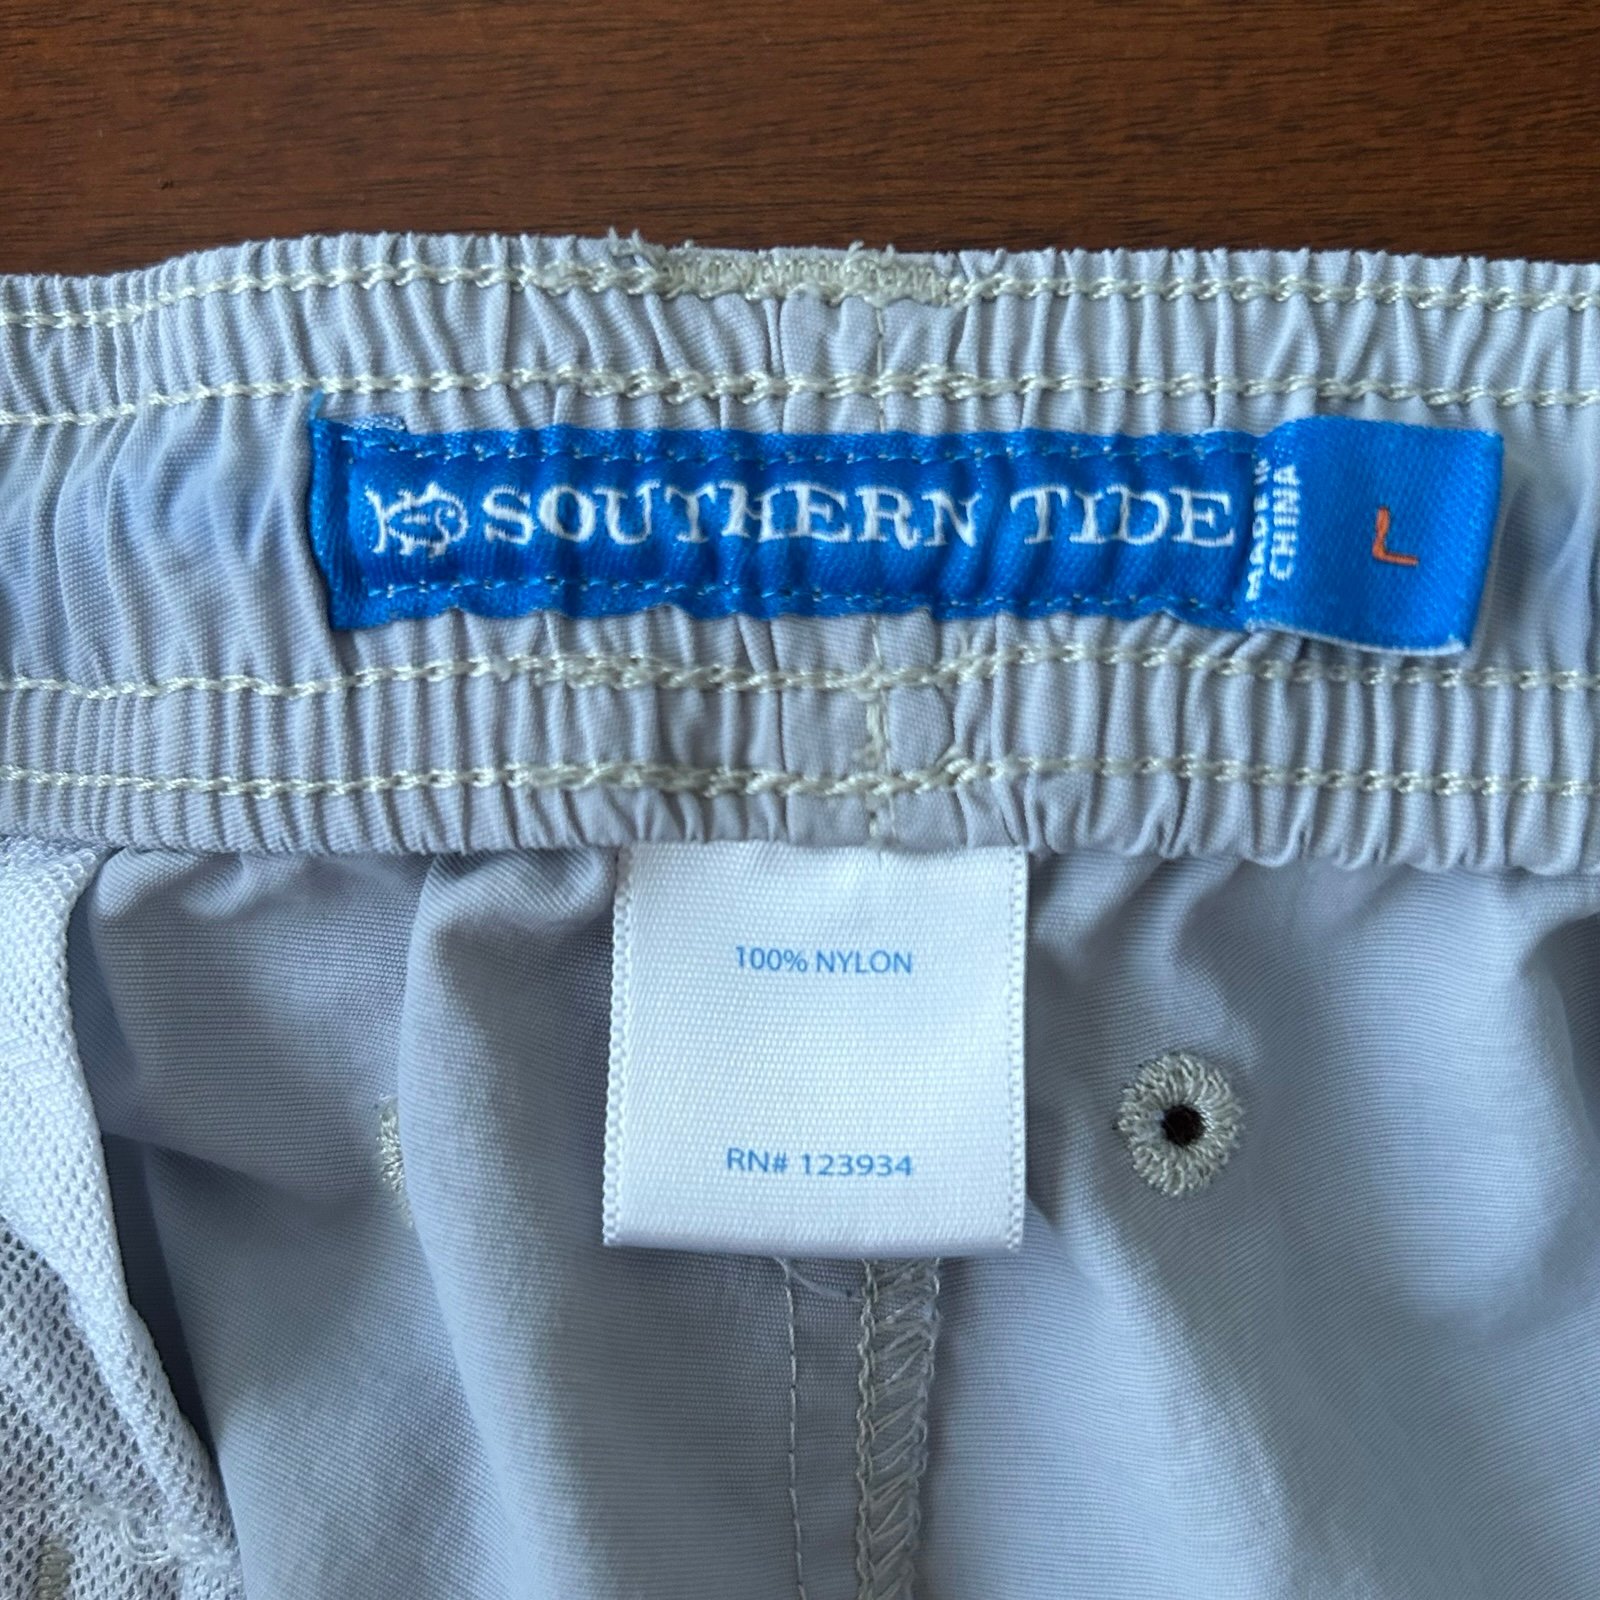 SOUTHERN TIDE
MADE IN
CHINA
L
100% NYLON
RN# 123934